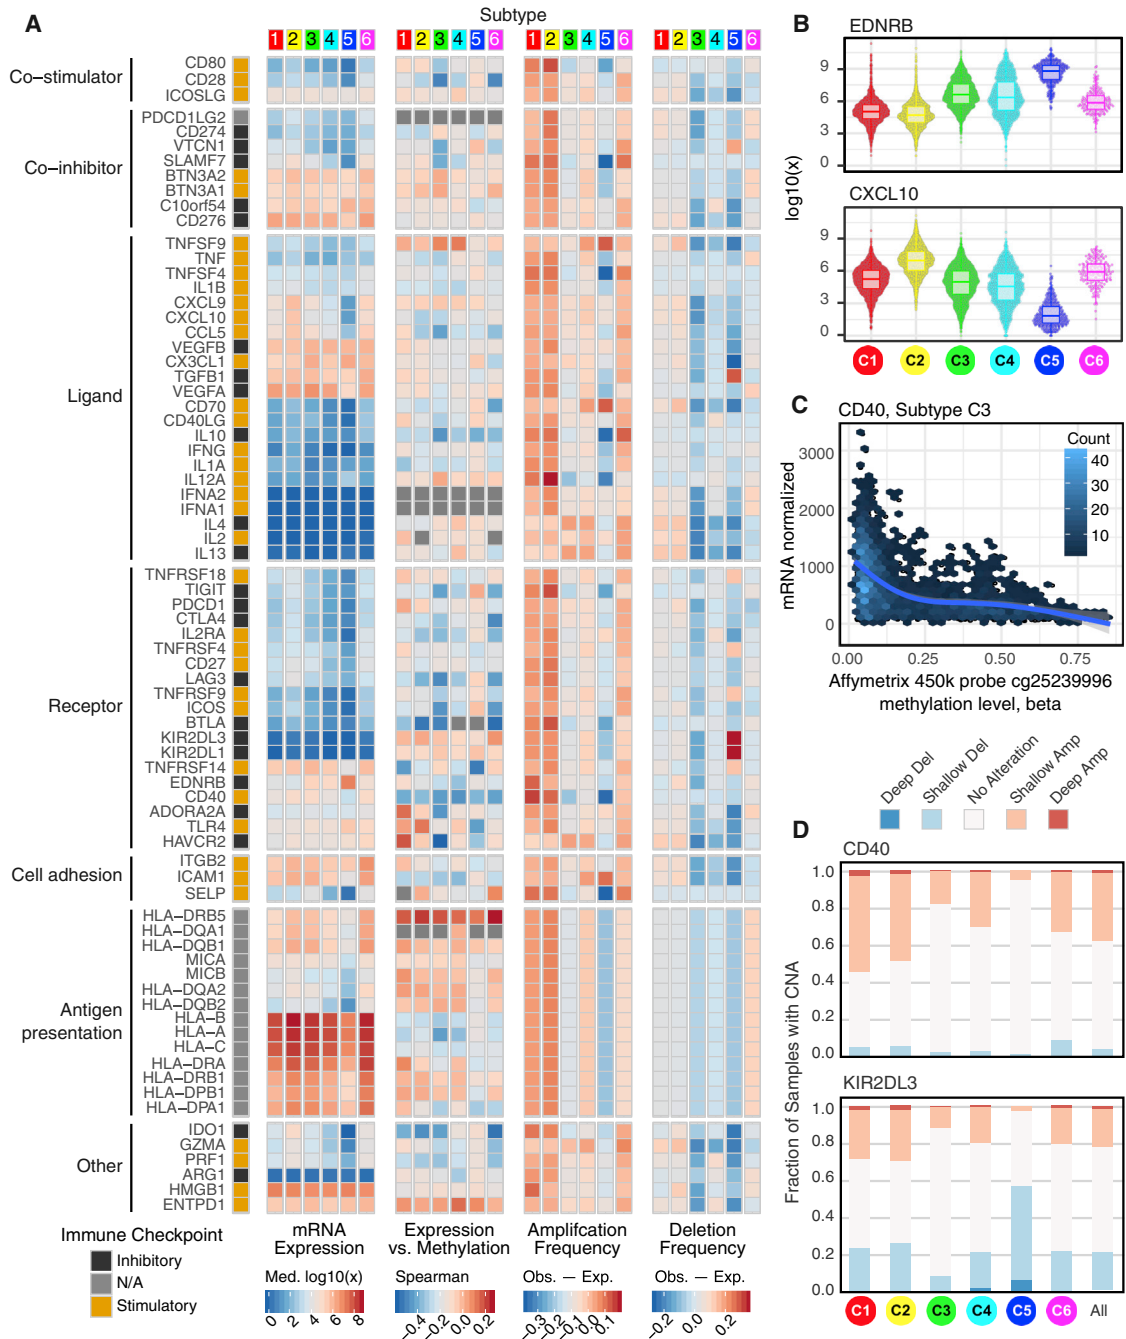 A
Subtype
1 2 3 4 5 6
1 2 3 4 5 6
1 2 3 4 5 6
1 2 3 4 5 6
Co–stimulator
CD80
CD28
ICOSLG
Co–inhibitor
PDCD1LG2
CD274
VTCN1
SLAMF7
BTN3A2
BTN3A1
C10orf54
CD276
Ligand
TNFSF9
TNF
TNFSF4
IL1B
CXCL9
CXCL10
CCL5
VEGFB
CX3CL1
TGFB1
VEGFA
CD70
CD40LG
IL10
IFNG
IL1A
IL12A
IFNA2
IFNA1
IL4
IL2
IL13
Receptor
TNFRSF18
TIGIT
PDCD1
CTLA4
IL2RA
TNFRSF4
CD27
LAG3
TNFRSF9
ICOS
BTLA
KIR2DL3
KIR2DL1
TNFRSF14
EDNRB
CD40
ADORA2A
TLR4
HAVCR2
Cell adhesion
ITGB2
ICAM1
SELP
Antigen
presentation
HLA–DRB5
HLA–DQA1
HLA–DQB1
MICA
MICB
HLA–DQA2
HLA–DQB2
HLA–B
HLA–A
HLA–C
HLA–DRA
HLA–DRB1
HLA–DPB1
HLA–DPA1
Other
IDO1
GZMA
PRF1
ARG1
HMGB1
ENTPD1
Immune Checkpoint
Inhibitory
N/A
Stimulatory
mRNA
Expression
Med. log10(x)
0 2 4 6 8
Expression
vs. Methylation
Spearman
−0.4 −0.2 0.0 0.2
Amplifcation
Frequency
Obs. — Exp.
−0.3 −0.2 −0.1 0.0 0.1
Deletion
Frequency
Obs. — Exp.
−0.2 0.0 0.2
B
EDNRB
9
6
3
0
log10(x)
CXCL10
9
6
3
0
C1 C2 C3 C4 C5 C6
C
CD40, Subtype C3
mRNA normalized
3000
2000
1000
0
Count
40
30
20
10
0.00 0.25 0.50 0.75
Affymetrix 450k probe cg25239996
methylation level, beta
Deep Del
Shallow Del
No Alteration
Shallow Amp
Deep Amp
D
CD40
1.0
0.8
0.6
0.4
0.2
0.0
Fraction of Samples with CNA
KIR2DL3
1.0
0.8
0.6
0.4
0.2
0.0
C1 C2 C3 C4 C5 C6 All